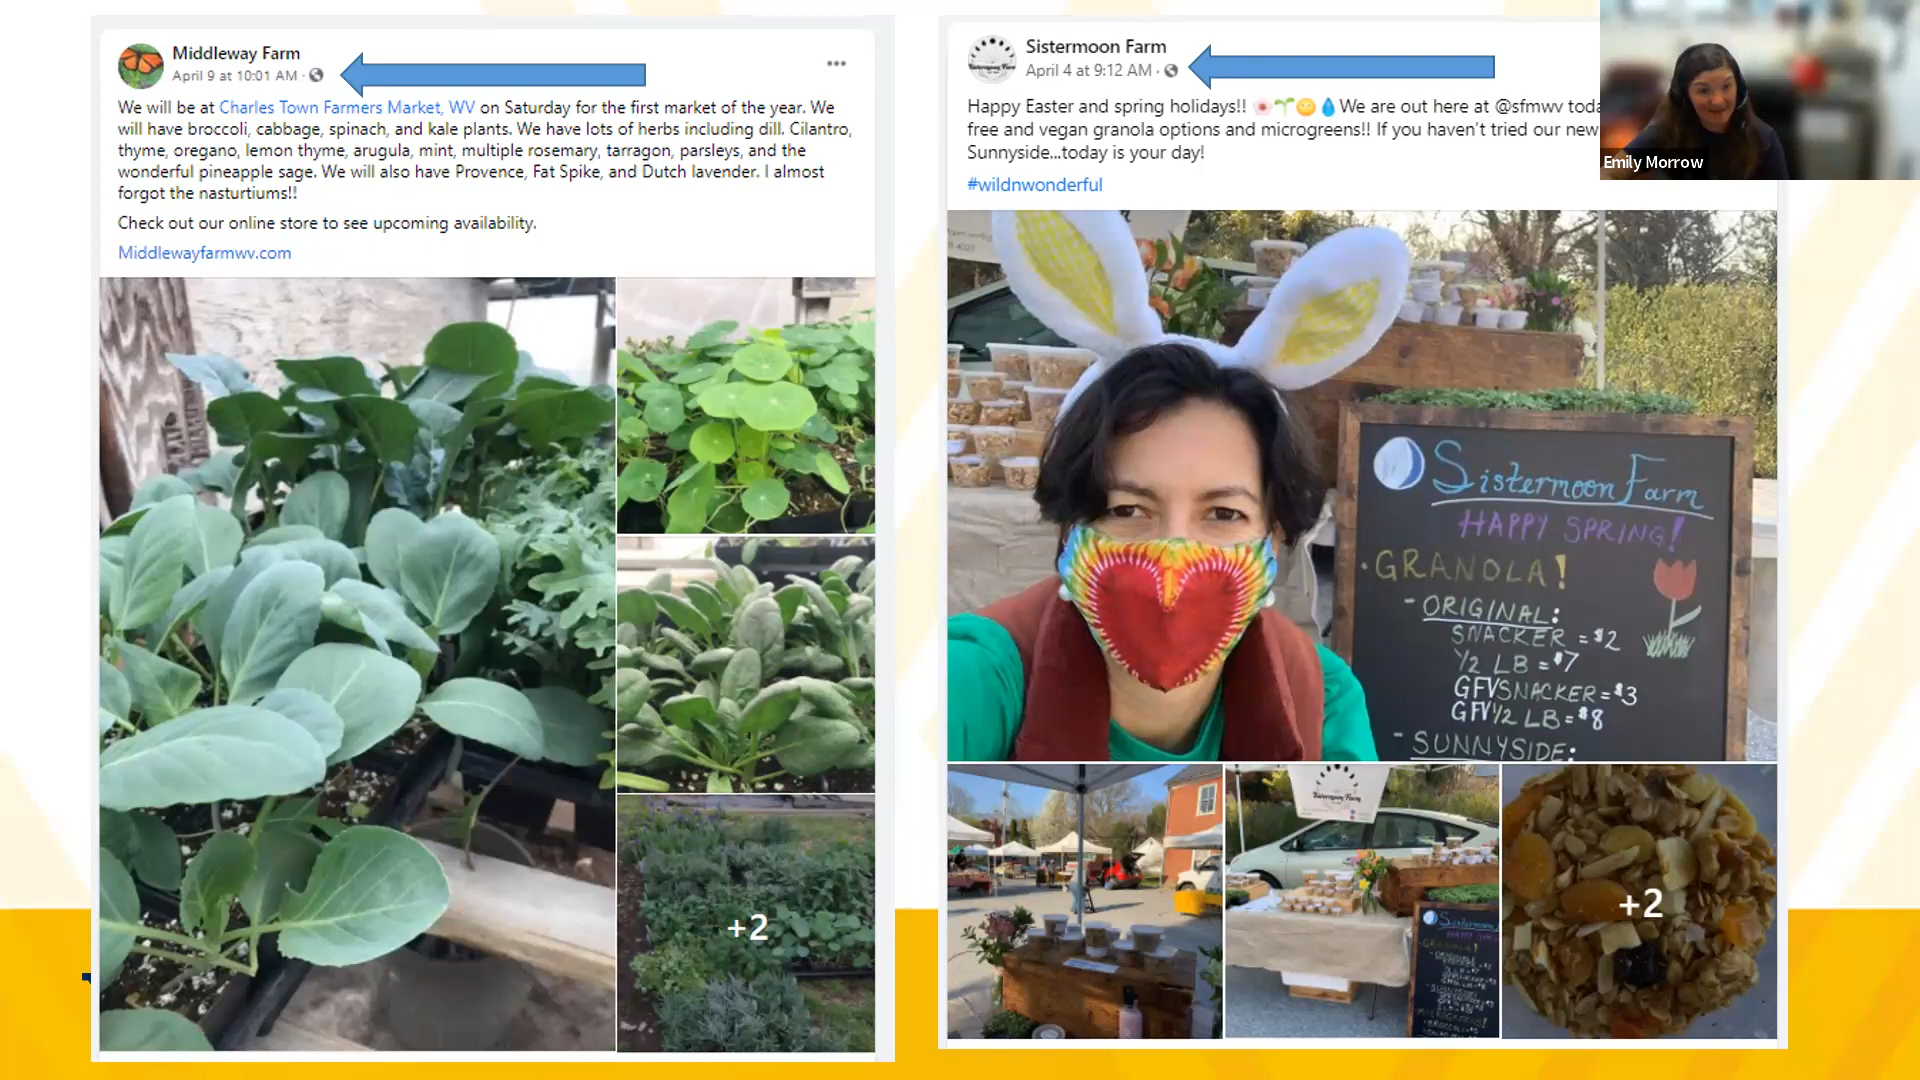 Middleway Farm
April 9 at 10:01 AM ·
We will be at Charles Town Farmers Market, WV on Saturday for the first market of the year. We
will have broccoli, cabbage, spinach, and kale plants. We have lots of herbs including dill. Cilantro,
thyme, oregano, lemon thyme, arugula, mint, multiple rosemary, tarragon, parsleys, and the
wonderful pineapple sage. We will also have Provence, Fat Spike, and Dutch lavender. I almost
forgot the nasturtiums!!
Check out our online store to see upcoming availability.
Middlewayfarmwv.com
+2
Sistermoon Farm
April 4 at 9:12 AM ·
Happy Easter and spring holidays!! 🌸🌱🌝💧We are out here at @sfmwv toda
free and vegan granola options and microgreens!! If you haven't tried our new
Sunnyside...today is your day!
#wildnwonderful
Sistermoon Farm
HAPPY SPRING!
· GRANOLA!
- ORIGINAL:
SNACKER = $2
1/2 LB = $7
GFV SNACKER = $3
GFV 1/2 LB = $8
- SUNNYSIDE:
Sistermoon Farm
+2
Emily Morrow